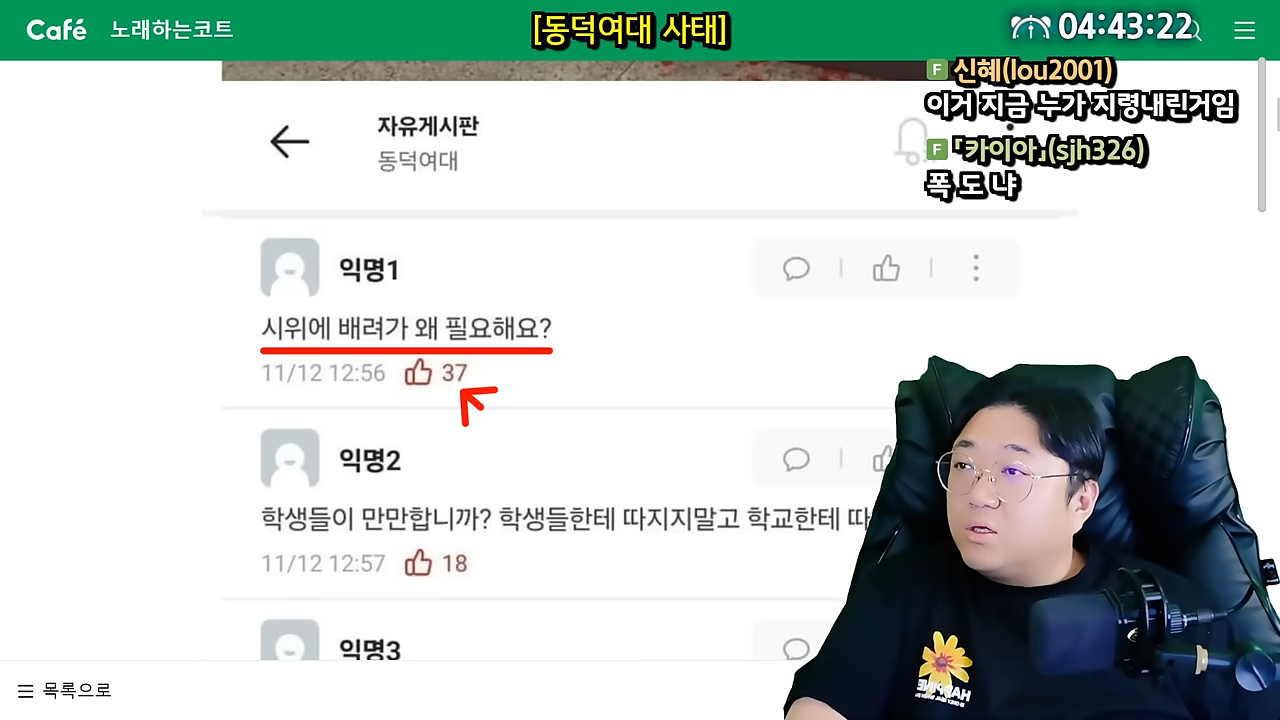 Café 노래하는코트
[동덕여대 사태]
04:43:22
F 신혜(lou2001)
이거 지금 누가 지령내린거임
F 「카이아」(sjh326)
폭 도 냐
자유게시판
동덕여대
익명1
시위에 배려가 왜 필요해요?
11/12 12:56 37
익명2
학생들이 만만합니까? 학생들한테 따지지말고 학교한테 따
11/12 12:57 18
익명3
목록으로